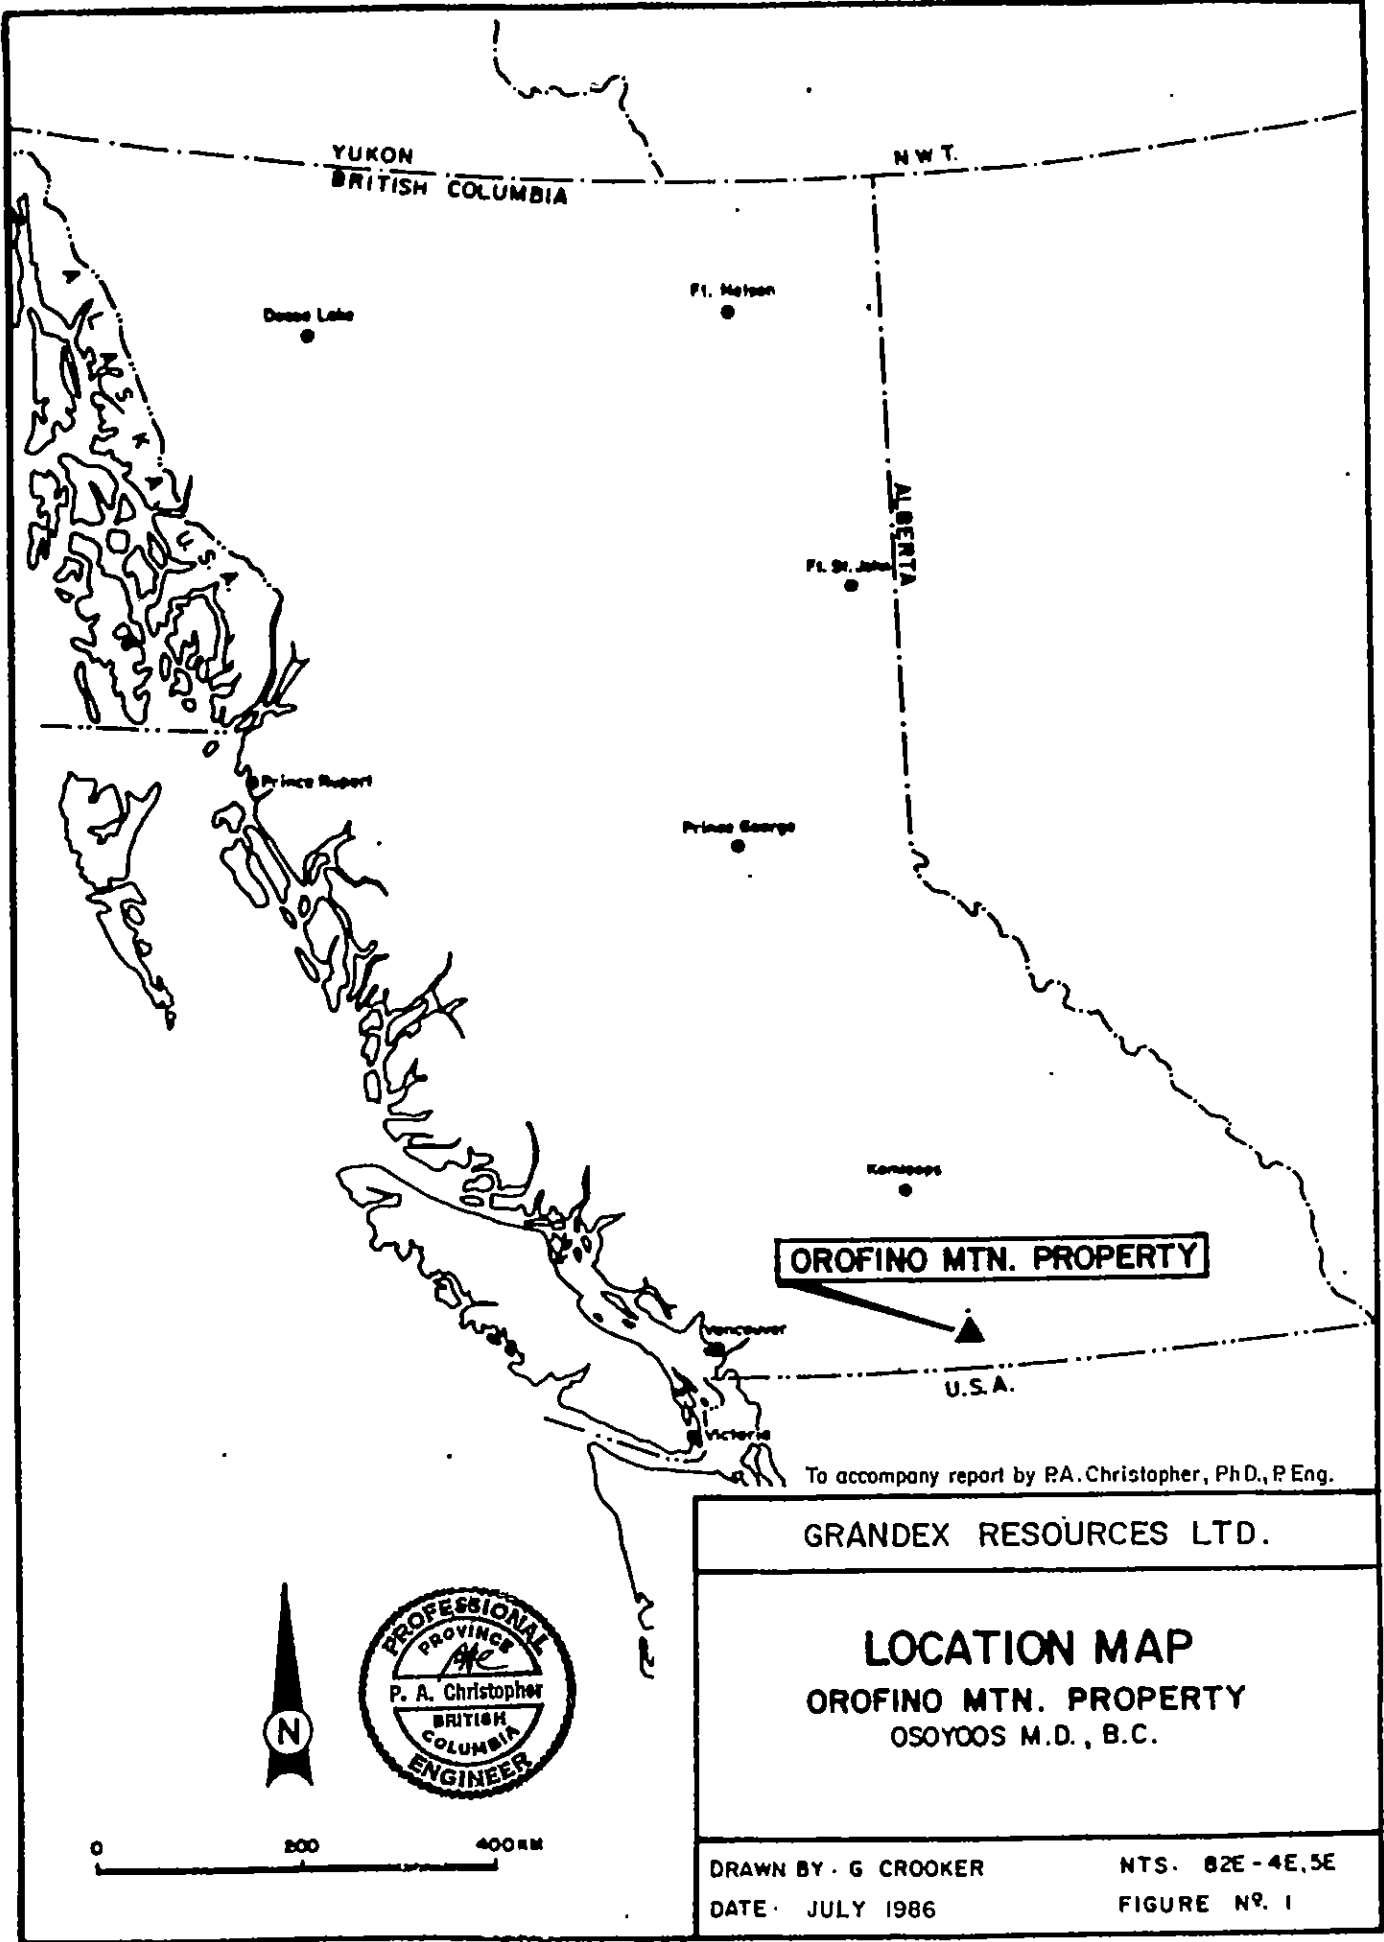 YUKON
BRITISH COLUMBIA
N W T.
ALASKA
U.S.A.
Dease Lake
Ft. Nelson
ALBERTA
Ft. St. John
Prince Rupert
Prince George
Kamloops
OROFINO MTN. PROPERTY
Vancouver
U.S.A.
Victoria
To accompany report by P.A. Christopher, PhD., P. Eng.
GRANDEX RESOURCES LTD.
LOCATION MAP
OROFINO MTN. PROPERTY
OSOYOOS M.D., B.C.
DRAWN BY · G CROOKER
NTS. 82E-4E,5E
DATE · JULY 1986
FIGURE Nº. 1
PROFESSIONAL
PROVINCE
P. A. Christopher
BRITISH
COLUMBIA
ENGINEER
N
0 200 400 KM